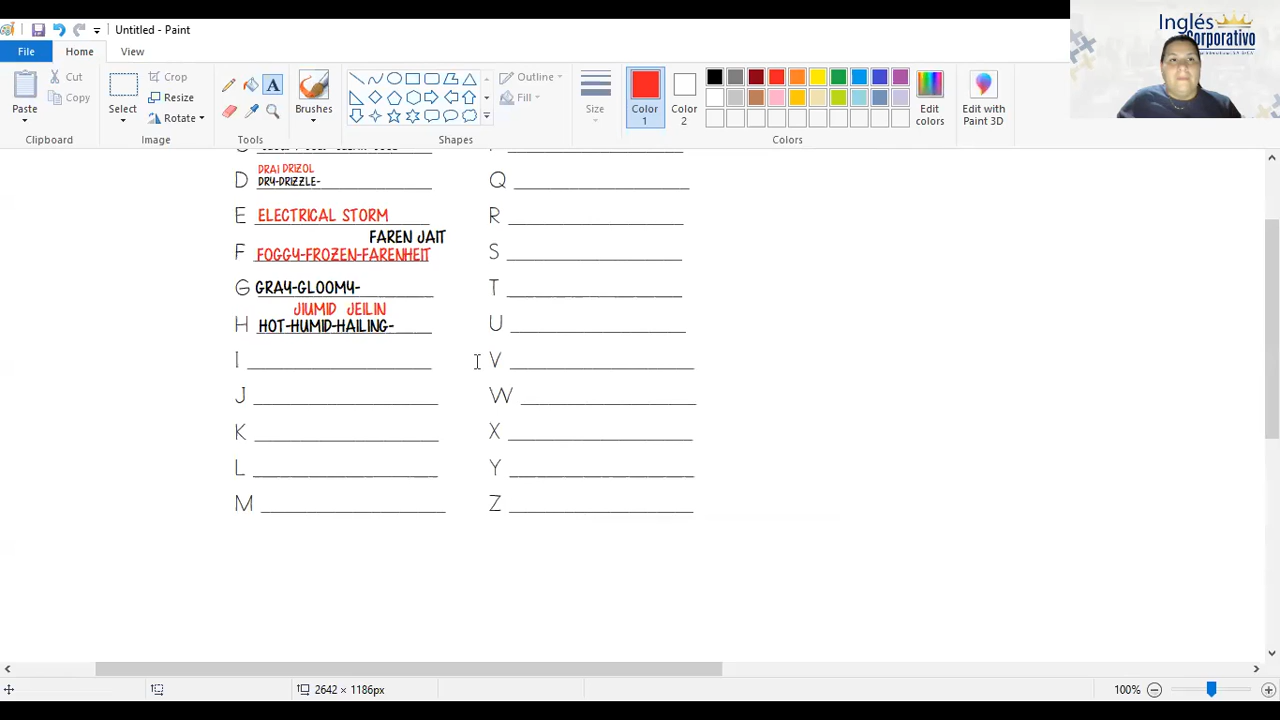 Untitled - Paint
File
Home
View
Paste
Cut
Copy
Clipboard
Select
Crop
Resize
Rotate
Image
A
Tools
Brushes
Shapes
Outline
Fill
Size
Color 1
Color 2
Edit colors
Colors
Edit with Paint 3D
Inglés
Corporativo
DRAI DRIZOL
D DRY-DRIZZLE-
E ELECTRICAL STORM
FAREN JAIT
F FOGGY-FROZEN-FARENHEIT
G GRAY-GLOOMY-
JIUMID JEILIN
H HOT-HUMID-HAILING-
I
J
K
L
M
Q
R
S
T
U
V
W
X
Y
Z
2642 × 1186px
100%